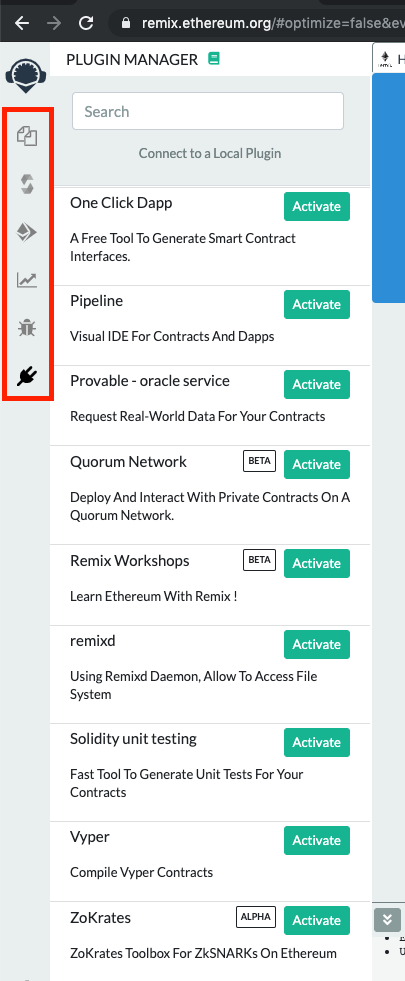 remix.ethereum.org/#optimize=false&ev
PLUGIN MANAGER
H
Search
Connect to a Local Plugin
One Click Dapp
Activate
A Free Tool To Generate Smart Contract
Interfaces.
Pipeline
Activate
Visual IDE For Contracts And Dapps
Provable - oracle service
Activate
Request Real-World Data For Your Contracts
Quorum Network
BETA
Activate
Deploy And Interact With Private Contracts On A
Quorum Network.
Remix Workshops
BETA
Activate
Learn Ethereum With Remix !
remixd
Activate
Using Remixd Daemon, Allow To Access File
System
Solidity unit testing
Activate
Fast Tool To Generate Unit Tests For Your
Contracts
Vyper
Activate
Compile Vyper Contracts
ZoKrates
ALPHA
Activate
ZoKrates Toolbox For ZkSNARKs On Ethereum